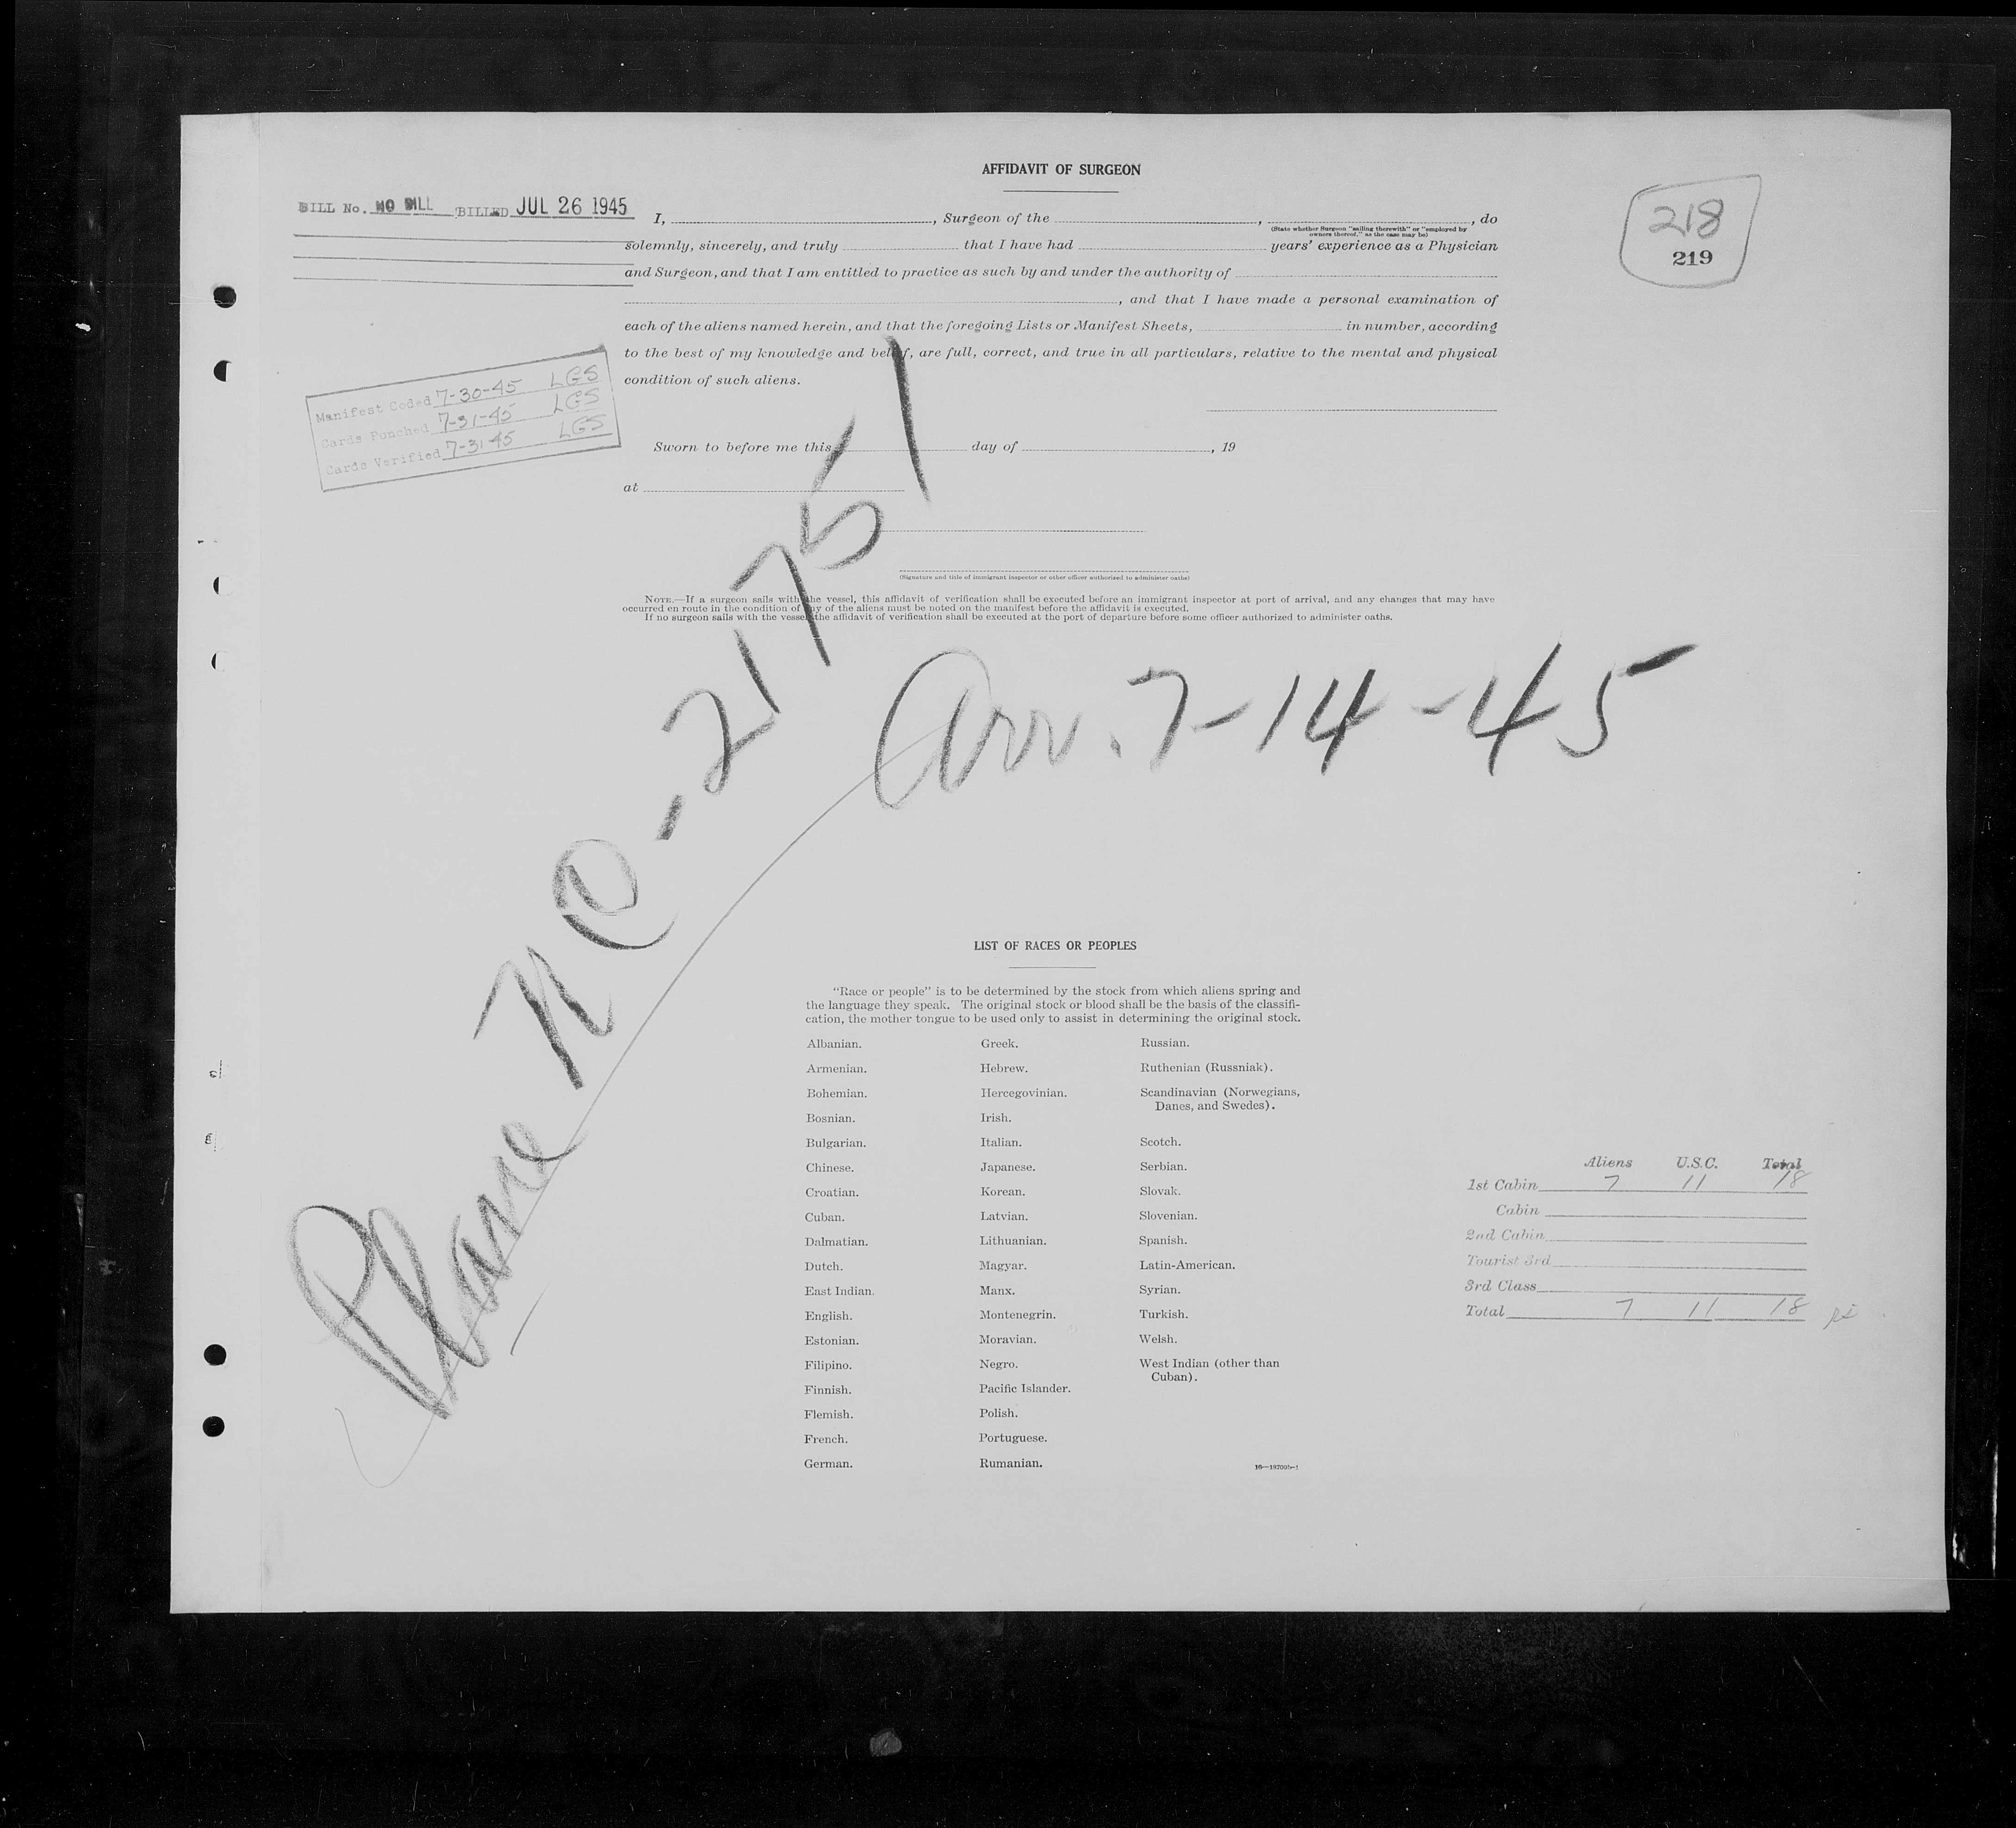 AFFIDAVIT OF SURGEON
BILL No. NO BILL BILLED JUL 26 1945
218
219
I, , Surgeon of the , , do
(State whether Surgeon "sailing therewith" or "employed by
owners thereof," as the case may be)
solemnly, sincerely, and truly that I have had years' experience as a Physician
and Surgeon, and that I am entitled to practice as such by and under the authority of
, and that I have made a personal examination of
each of the aliens named herein, and that the foregoing Lists or Manifest Sheets, in number, according
to the best of my knowledge and belief, are full, correct, and true in all particulars, relative to the mental and physical
condition of such aliens.
Manifest Coded 7-30-45 LGS
Cards Punched 7-31-45 LGS
Cards Verified 7-31-45 LGS
Sworn to before me this day of , 19
at
(Signature and title of immigrant inspector or other officer authorized to administer oaths)
NOTE.—If a surgeon sails with the vessel, this affidavit of verification shall be executed before an immigrant inspector at port of arrival, and any changes that may have
occurred en route in the condition of any of the aliens must be noted on the manifest before the affidavit is executed.
If no surgeon sails with the vessel the affidavit of verification shall be executed at the port of departure before some officer authorized to administer oaths.
Plane NC-21751
Arr. 7-14-45
LIST OF RACES OR PEOPLES
"Race or people" is to be determined by the stock from which aliens spring and
the language they speak. The original stock or blood shall be the basis of the classifi-
cation, the mother tongue to be used only to assist in determining the original stock.
Albanian.
Armenian.
Bohemian.
Bosnian.
Bulgarian.
Chinese.
Croatian.
Cuban.
Dalmatian.
Dutch.
East Indian.
English.
Estonian.
Filipino.
Finnish.
Flemish.
French.
German.
Greek.
Hebrew.
Hercegovinian.
Irish.
Italian.
Japanese.
Korean.
Latvian.
Lithuanian.
Magyar.
Manx.
Montenegrin.
Moravian.
Negro.
Pacific Islander.
Polish.
Portuguese.
Rumanian.
Russian.
Ruthenian (Russniak).
Scandinavian (Norwegians,
Danes, and Swedes).
Scotch.
Serbian.
Slovak.
Slovenian.
Spanish.
Latin-American.
Syrian.
Turkish.
Welsh.
West Indian (other than
Cuban).
Aliens U.S.C. Total
1st Cabin 7 11 18
Cabin
2nd Cabin
Tourist 3rd
3rd Class
Total 7 11 18